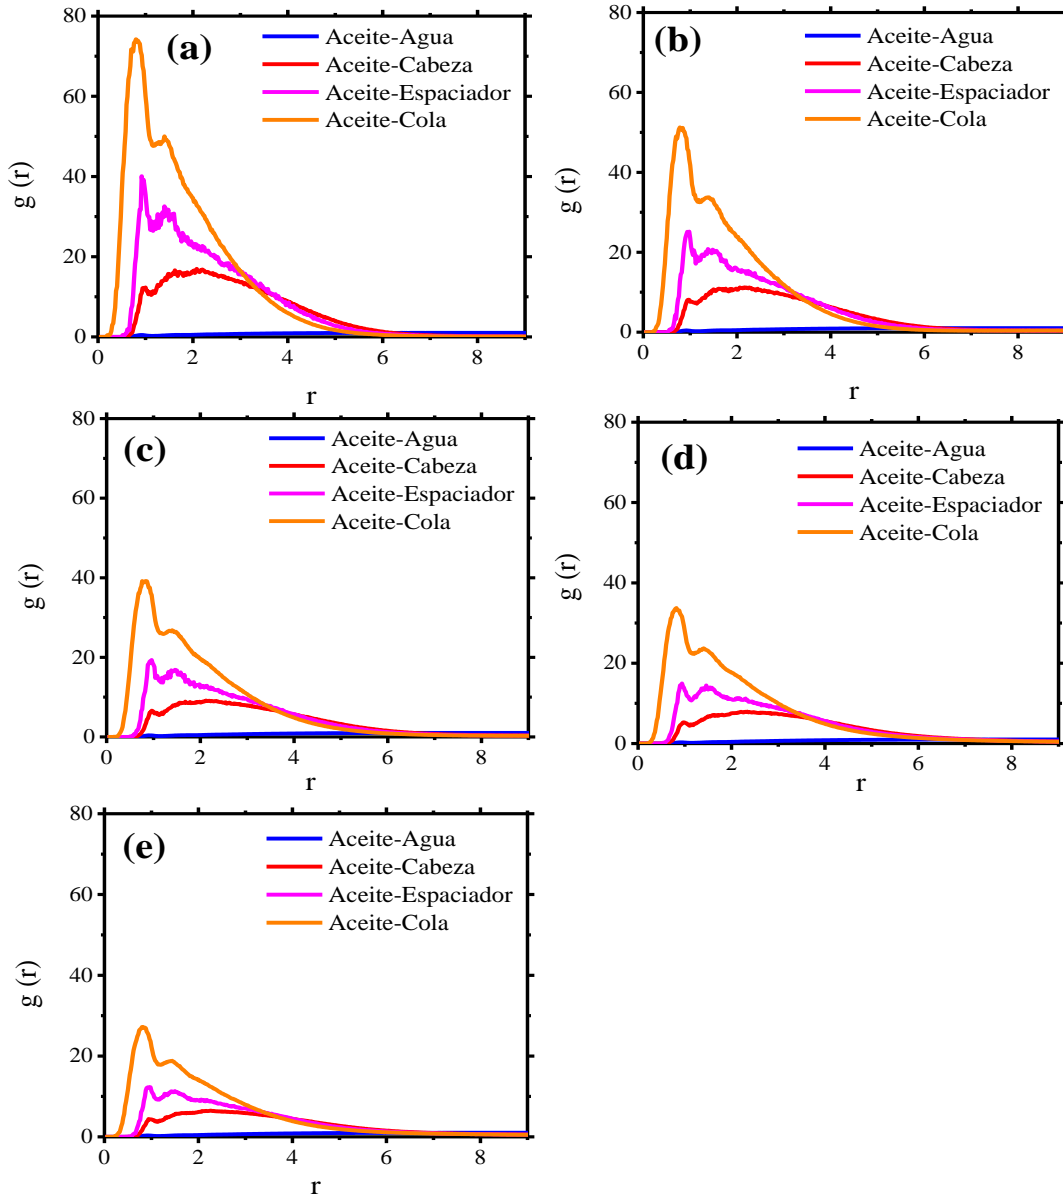 (a)
Aceite-Agua
Aceite-Cabeza
Aceite-Espaciador
Aceite-Cola
80
60
40
20
0
g (r)
0 2 4 6 8
r
(b)
Aceite-Agua
Aceite-Cabeza
Aceite-Espaciador
Aceite-Cola
80
60
40
20
0
g (r)
0 2 4 6 8
r
(c)
Aceite-Agua
Aceite-Cabeza
Aceite-Espaciador
Aceite-Cola
80
60
40
20
0
g (r)
0 2 4 6 8
r
(d)
Aceite-Agua
Aceite-Cabeza
Aceite-Espaciador
Aceite-Cola
80
60
40
20
0
g (r)
0 2 4 6 8
r
(e)
Aceite-Agua
Aceite-Cabeza
Aceite-Espaciador
Aceite-Cola
80
60
40
20
0
g (r)
0 2 4 6 8
r